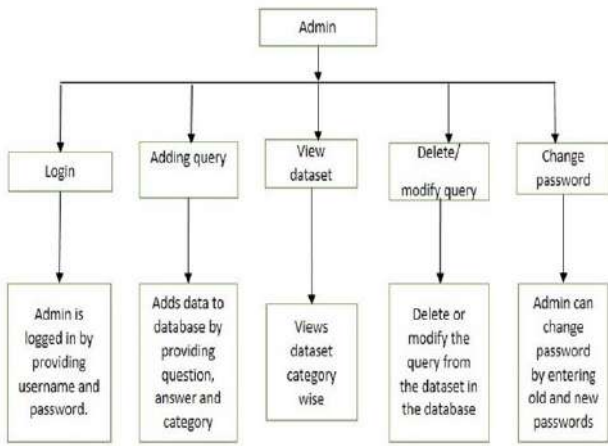 Admin
Login
Adding query
View
dataset
Delete/
modify query
Change
password
Admin is
logged in by
providing
username and
password.
Adds data to
database by
providing
question,
answer and
category
Views
dataset
category
wise
Delete or
modify the
query from
the dataset in
the database
Admin can
change
password
by entering
old and new
passwords